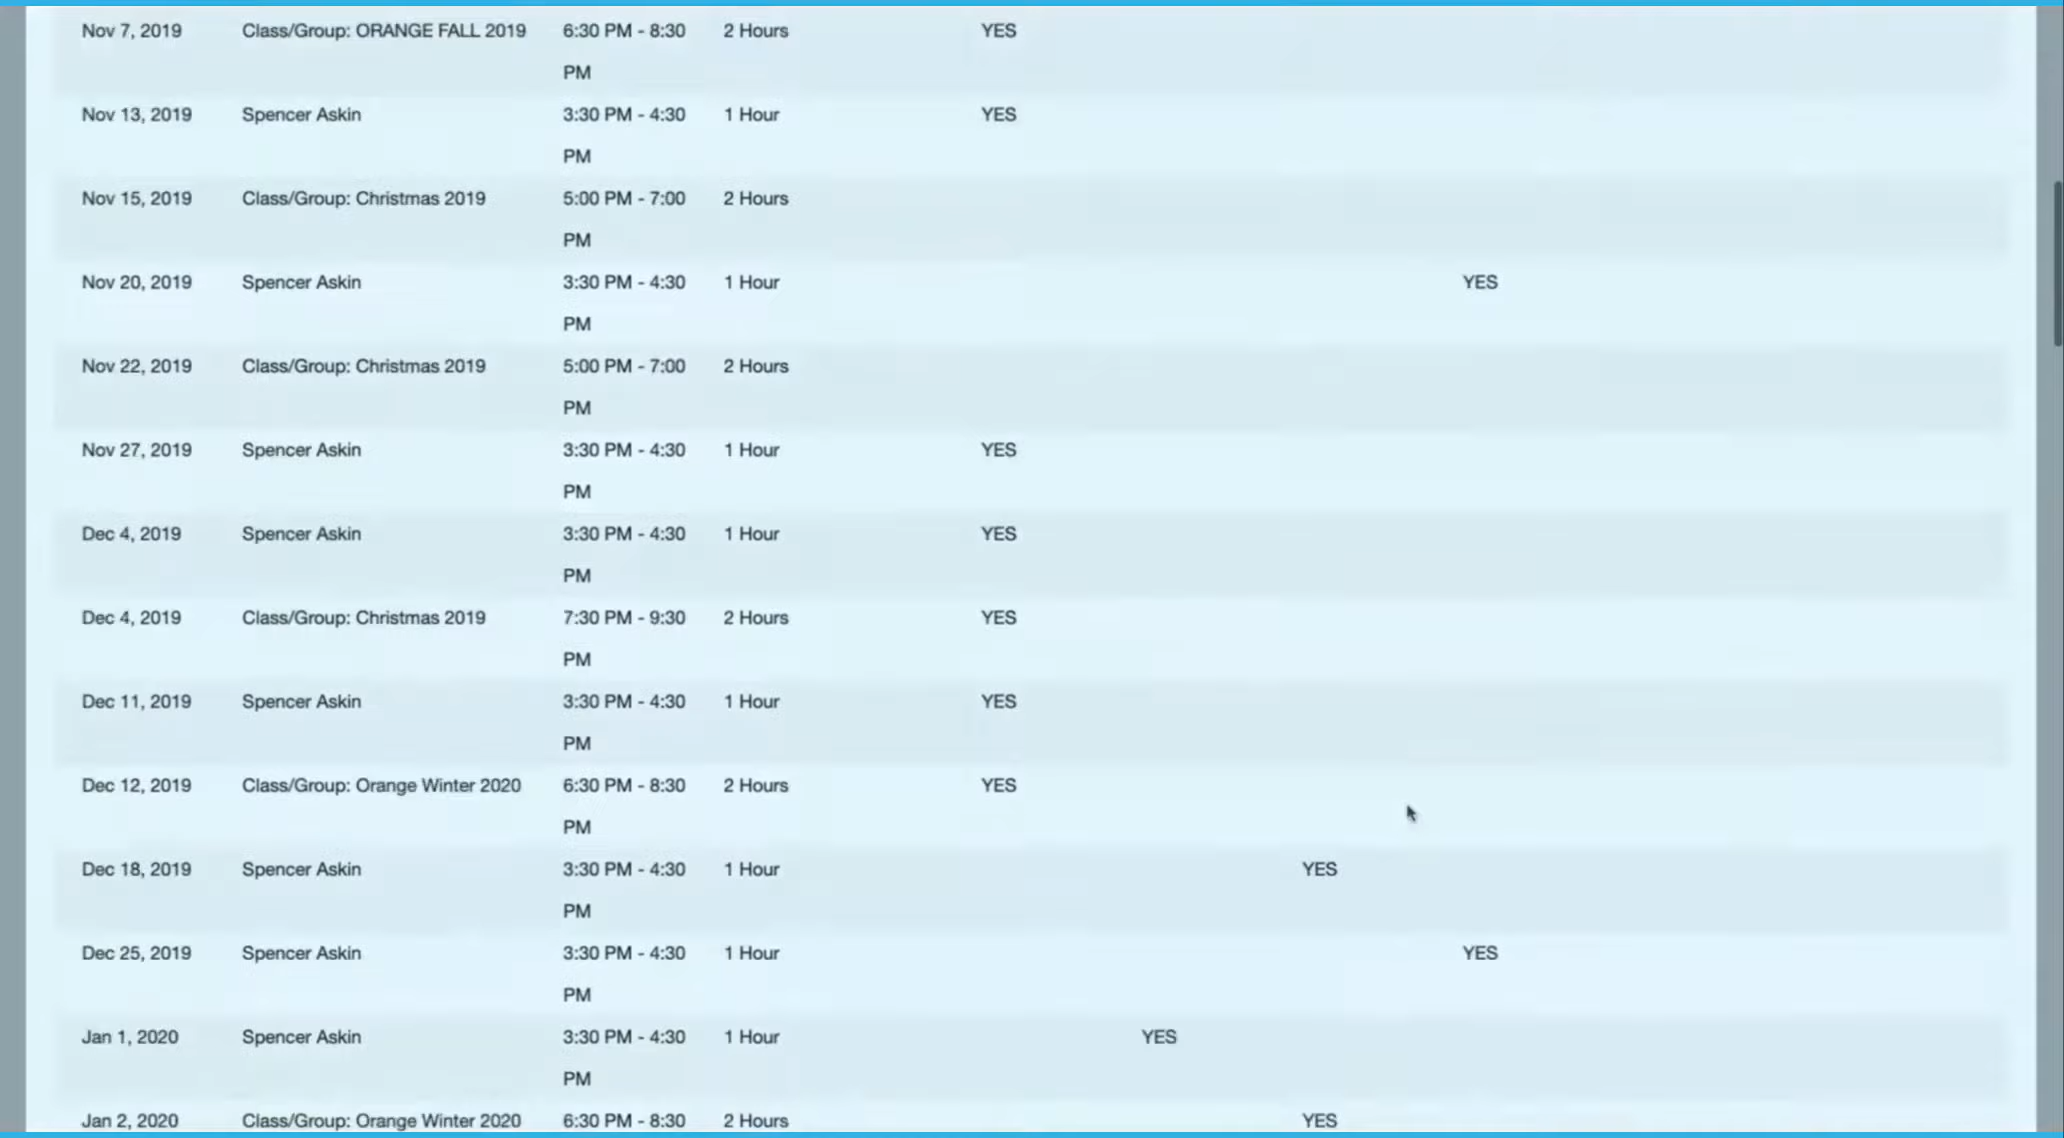 Nov 7, 2019 Class/Group: ORANGE FALL 2019 6:30 PM - 8:30 2 Hours YES
PM
Nov 13, 2019 Spencer Askin 3:30 PM - 4:30 1 Hour YES
PM
Nov 15, 2019 Class/Group: Christmas 2019 5:00 PM - 7:00 2 Hours
PM
Nov 20, 2019 Spencer Askin 3:30 PM - 4:30 1 Hour YES
PM
Nov 22, 2019 Class/Group: Christmas 2019 5:00 PM - 7:00 2 Hours
PM
Nov 27, 2019 Spencer Askin 3:30 PM - 4:30 1 Hour YES
PM
Dec 4, 2019 Spencer Askin 3:30 PM - 4:30 1 Hour YES
PM
Dec 4, 2019 Class/Group: Christmas 2019 7:30 PM - 9:30 2 Hours YES
PM
Dec 11, 2019 Spencer Askin 3:30 PM - 4:30 1 Hour YES
PM
Dec 12, 2019 Class/Group: Orange Winter 2020 6:30 PM - 8:30 2 Hours YES
PM
Dec 18, 2019 Spencer Askin 3:30 PM - 4:30 1 Hour YES
PM
Dec 25, 2019 Spencer Askin 3:30 PM - 4:30 1 Hour YES
PM
Jan 1, 2020 Spencer Askin 3:30 PM - 4:30 1 Hour YES
PM
Jan 2, 2020 Class/Group: Orange Winter 2020 6:30 PM - 8:30 2 Hours YES